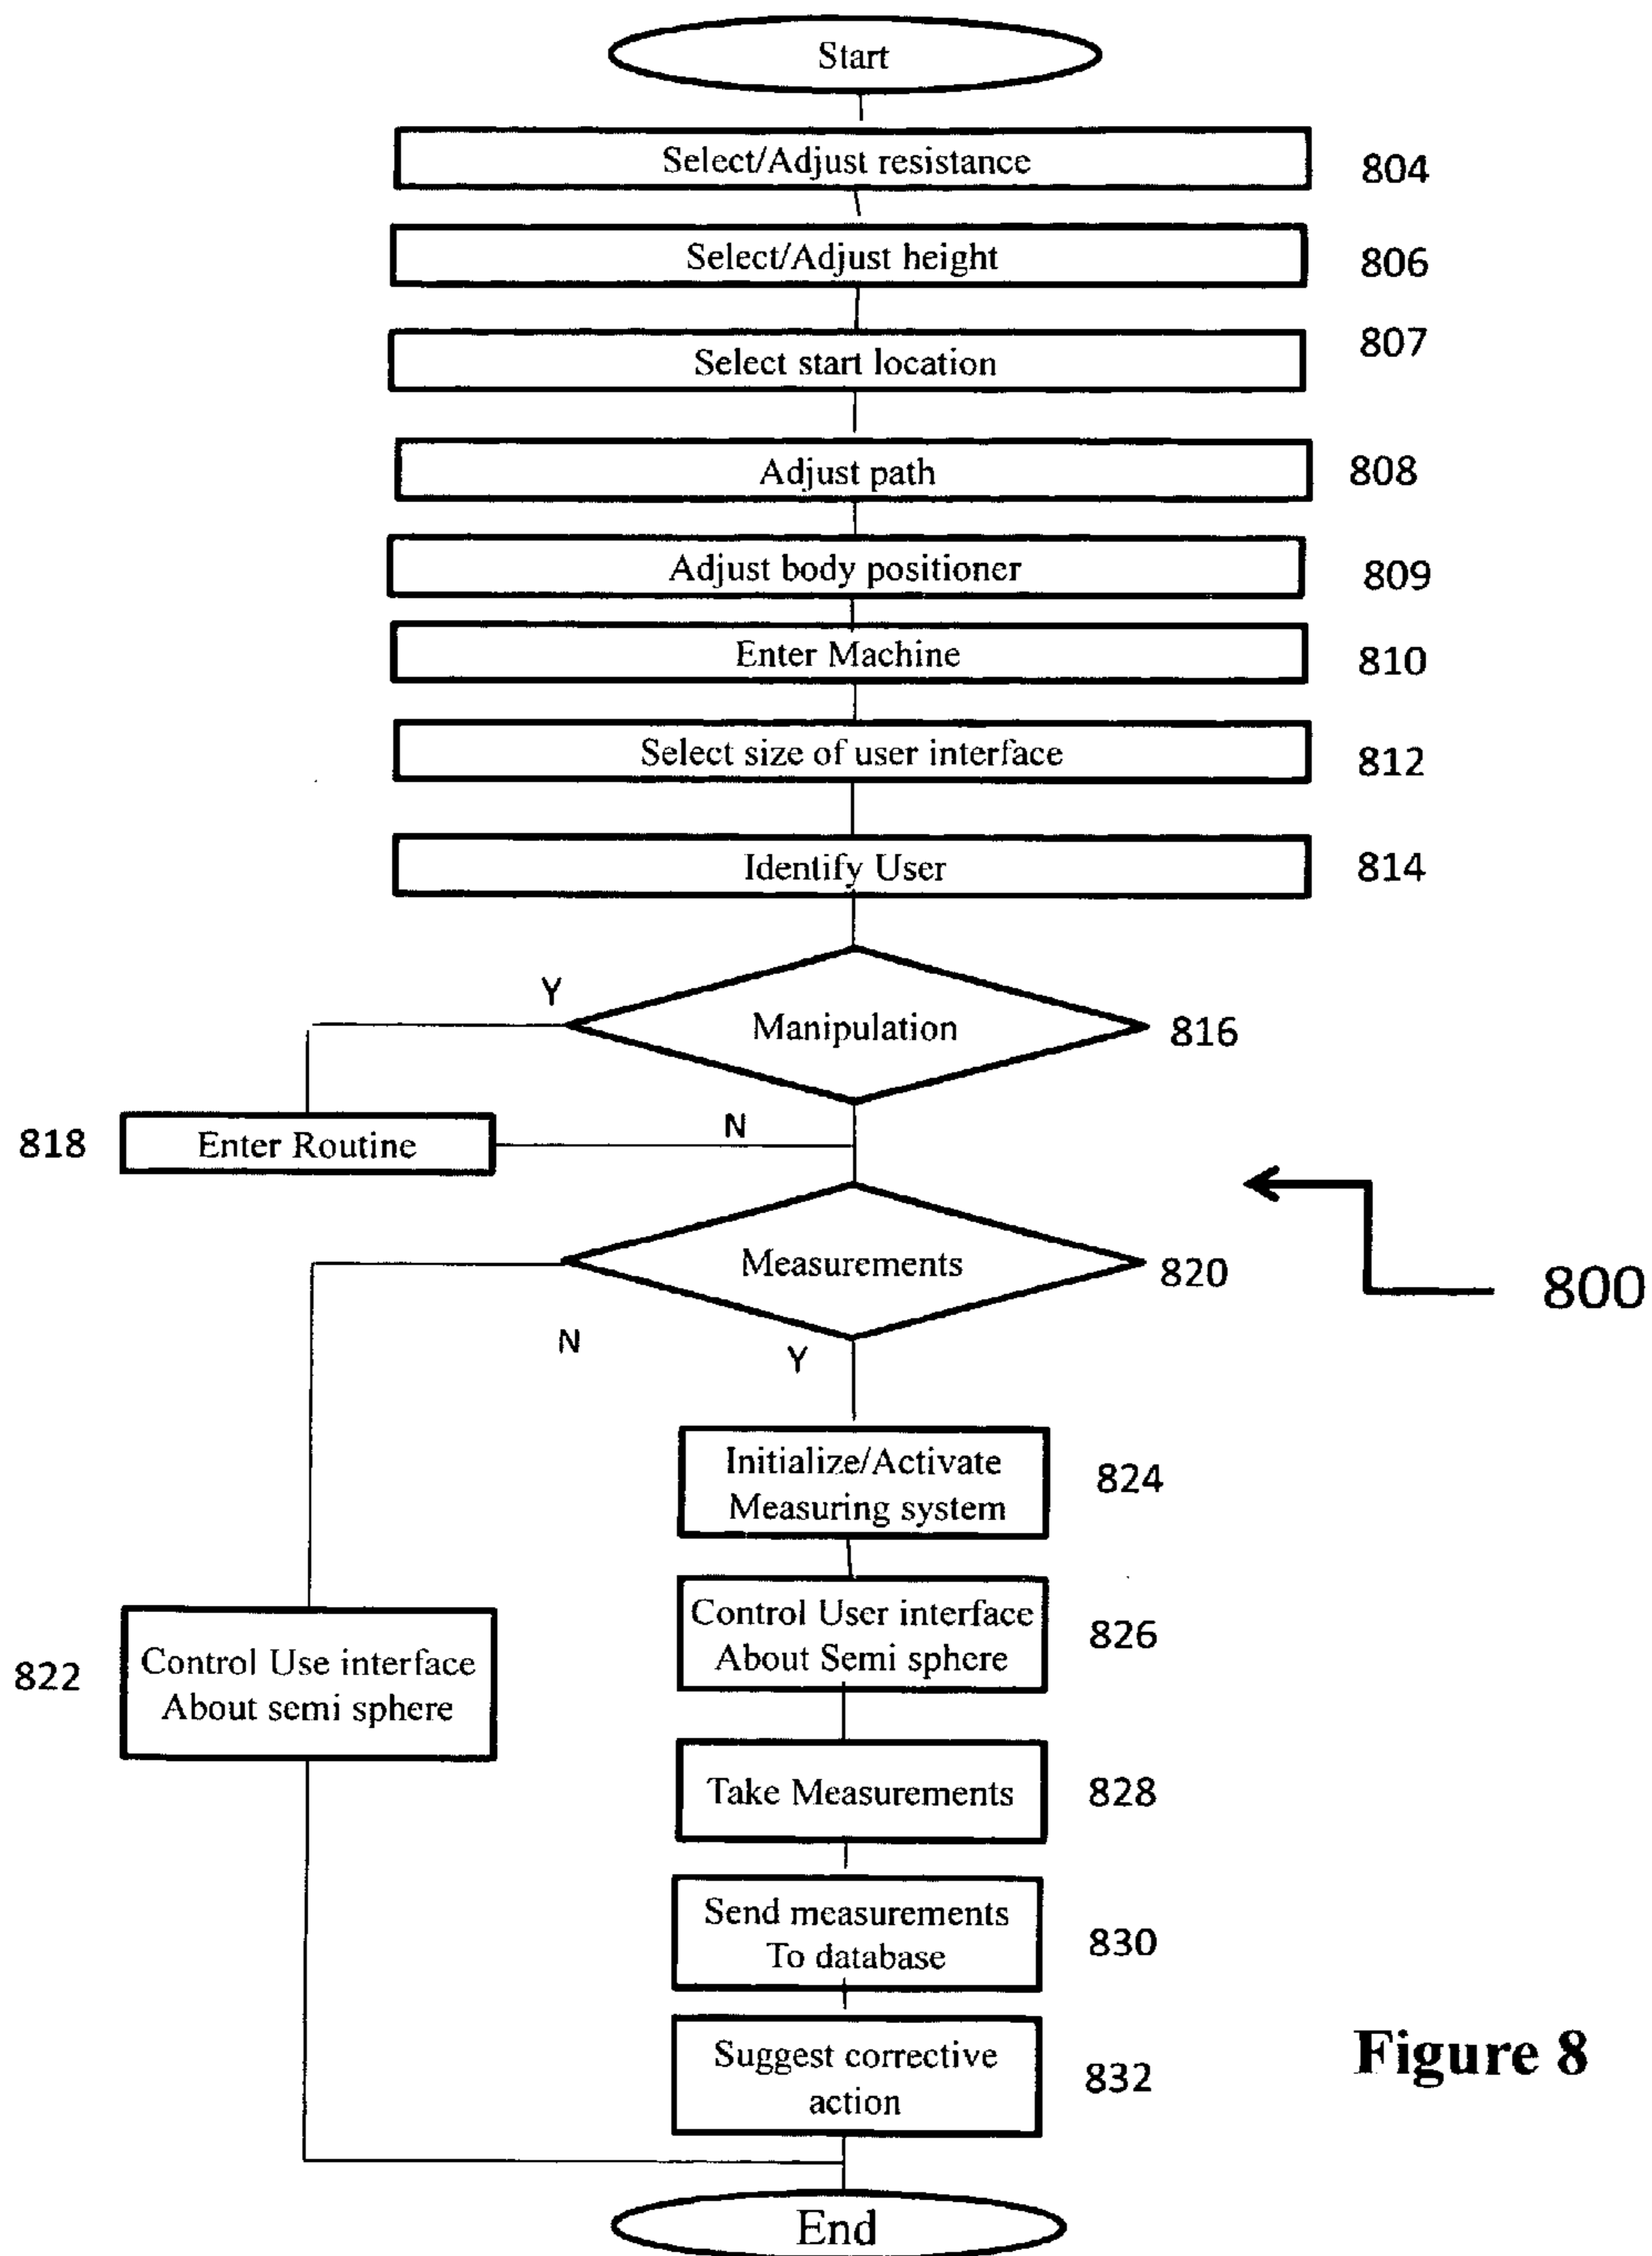 Start
Select/Adjust resistance
804
Select/Adjust height
806
Select start location
807
Adjust path
808
Adjust body positioner
809
Enter Machine
810
Select size of user interface
812
Identify User
814
Y
Manipulation
816
N
818
Enter Routine
Measurements
820
800
N
Y
Initialize/Activate
Measuring system
824
Control User interface
About Semi sphere
826
822
Control Use interface
About semi sphere
Take Measurements
828
Send measurements
To database
830
Suggest corrective
action
832
Figure 8
End